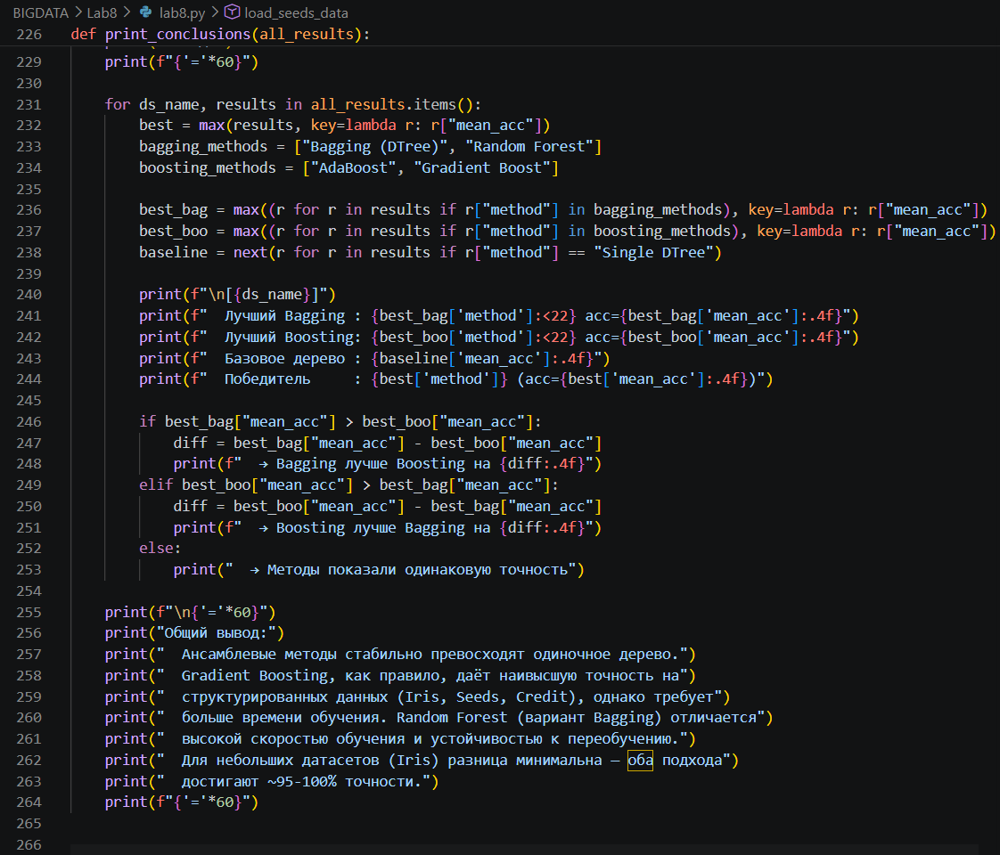 BIGDATA > Lab8 > lab8.py > load_seeds_data
226 def print_conclusions(all_results):
229 print(f"{'='*60}")
230
231 for ds_name, results in all_results.items():
232 best = max(results, key=lambda r: r["mean_acc"])
233 bagging_methods = ["Bagging (DTree)", "Random Forest"]
234 boosting_methods = ["AdaBoost", "Gradient Boost"]
235
236 best_bag = max((r for r in results if r["method"] in bagging_methods), key=lambda r: r["mean_acc"])
237 best_boo = max((r for r in results if r["method"] in boosting_methods), key=lambda r: r["mean_acc"])
238 baseline = next(r for r in results if r["method"] == "Single DTree")
239
240 print(f"\n[{ds_name}]")
241 print(f"  Лучший Bagging : {best_bag['method']:<22} acc={best_bag['mean_acc']:.4f}")
242 print(f"  Лучший Boosting: {best_boo['method']:<22} acc={best_boo['mean_acc']:.4f}")
243 print(f"  Базовое дерево : {baseline['mean_acc']:.4f}")
244 print(f"  Победитель     : {best['method']} (acc={best['mean_acc']:.4f})")
245
246 if best_bag["mean_acc"] > best_boo["mean_acc"]:
247 diff = best_bag["mean_acc"] - best_boo["mean_acc"]
248 print(f"  → Bagging лучше Boosting на {diff:.4f}")
249 elif best_boo["mean_acc"] > best_bag["mean_acc"]:
250 diff = best_boo["mean_acc"] - best_bag["mean_acc"]
251 print(f"  → Boosting лучше Bagging на {diff:.4f}")
252 else:
253 print("  → Методы показали одинаковую точность")
254
255 print(f"\n{'='*60}")
256 print("Общий вывод:")
257 print("  Ансамблевые методы стабильно превосходят одиночное дерево.")
258 print("  Gradient Boosting, как правило, даёт наивысшую точность на")
259 print("  структурированных данных (Iris, Seeds, Credit), однако требует")
260 print("  больше времени обучения. Random Forest (вариант Bagging) отличается")
261 print("  высокой скоростью обучения и устойчивостью к переобучению.")
262 print("  Для небольших датасетов (Iris) разница минимальна — оба подхода")
263 print("  достигают ~95-100% точности.")
264 print(f"{'='*60}")
265
266